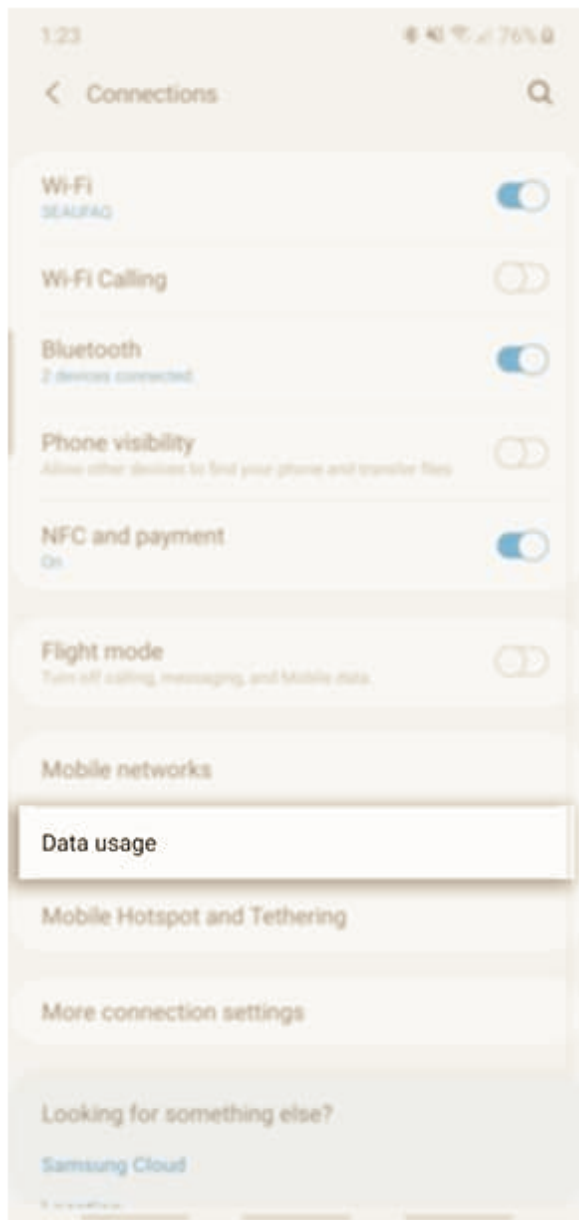 1:23
76%
Connections
Wi-Fi
SEAUFAQ
Wi-Fi Calling
Bluetooth
2 devices connected
Phone visibility
Allow other devices to find your phone and transfer files.
NFC and payment
On
Flight mode
Turn off calling, messaging, and Mobile data.
Mobile networks
Data usage
Mobile Hotspot and Tethering
More connection settings
Looking for something else?
Samsung Cloud